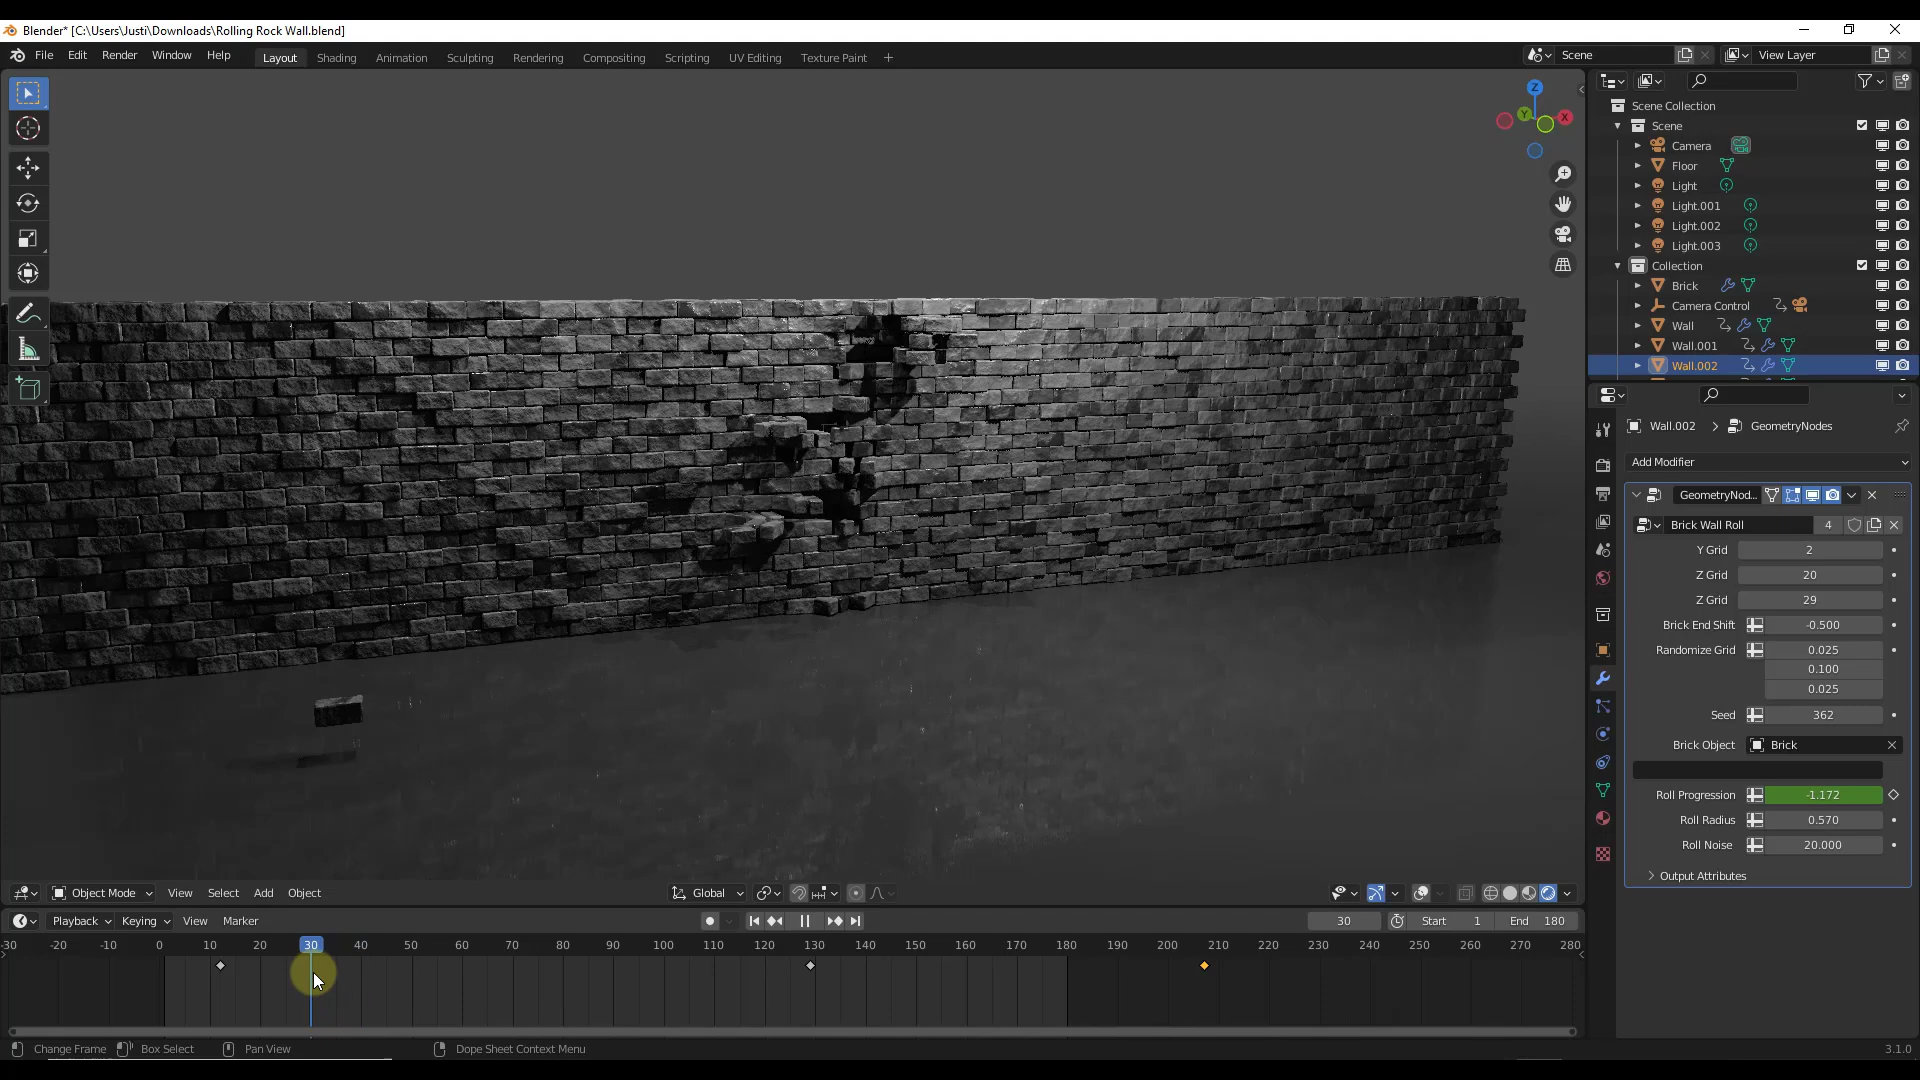 Blender* [C:\Users\Justi\Downloads\Rolling Rock Wall.blend]
File Edit Render Window Help Layout Shading Animation Sculpting Rendering Compositing Scripting UV Editing Texture Paint + Scene View Layer
Z
Y X
Scene Collection
Scene
Camera
Floor
Light
Light.001
Light.002
Light.003
Collection
Brick
Camera Control
Wall
Wall.001
Wall.002
Wall.002 > GeometryNodes
Add Modifier
GeometryNod...
Brick Wall Roll 4
Y Grid 2
Z Grid 20
Z Grid 29
Brick End Shift -0.500
Randomize Grid 0.025
0.100
0.025
Seed 362
Brick Object Brick
Roll Progression -1.172
Roll Radius 0.570
Roll Noise 20.000
Output Attributes
Object Mode View Select Add Object Global
Playback Keying View Marker 30 Start 1 End 180
-30 -20 -10 0 10 20 30 40 50 60 70 80 90 100 110 120 130 140 150 160 170 180 190 200 210 220 230 240 250 260 270 280
Change Frame Box Select Pan View Dope Sheet Context Menu 3.1.0